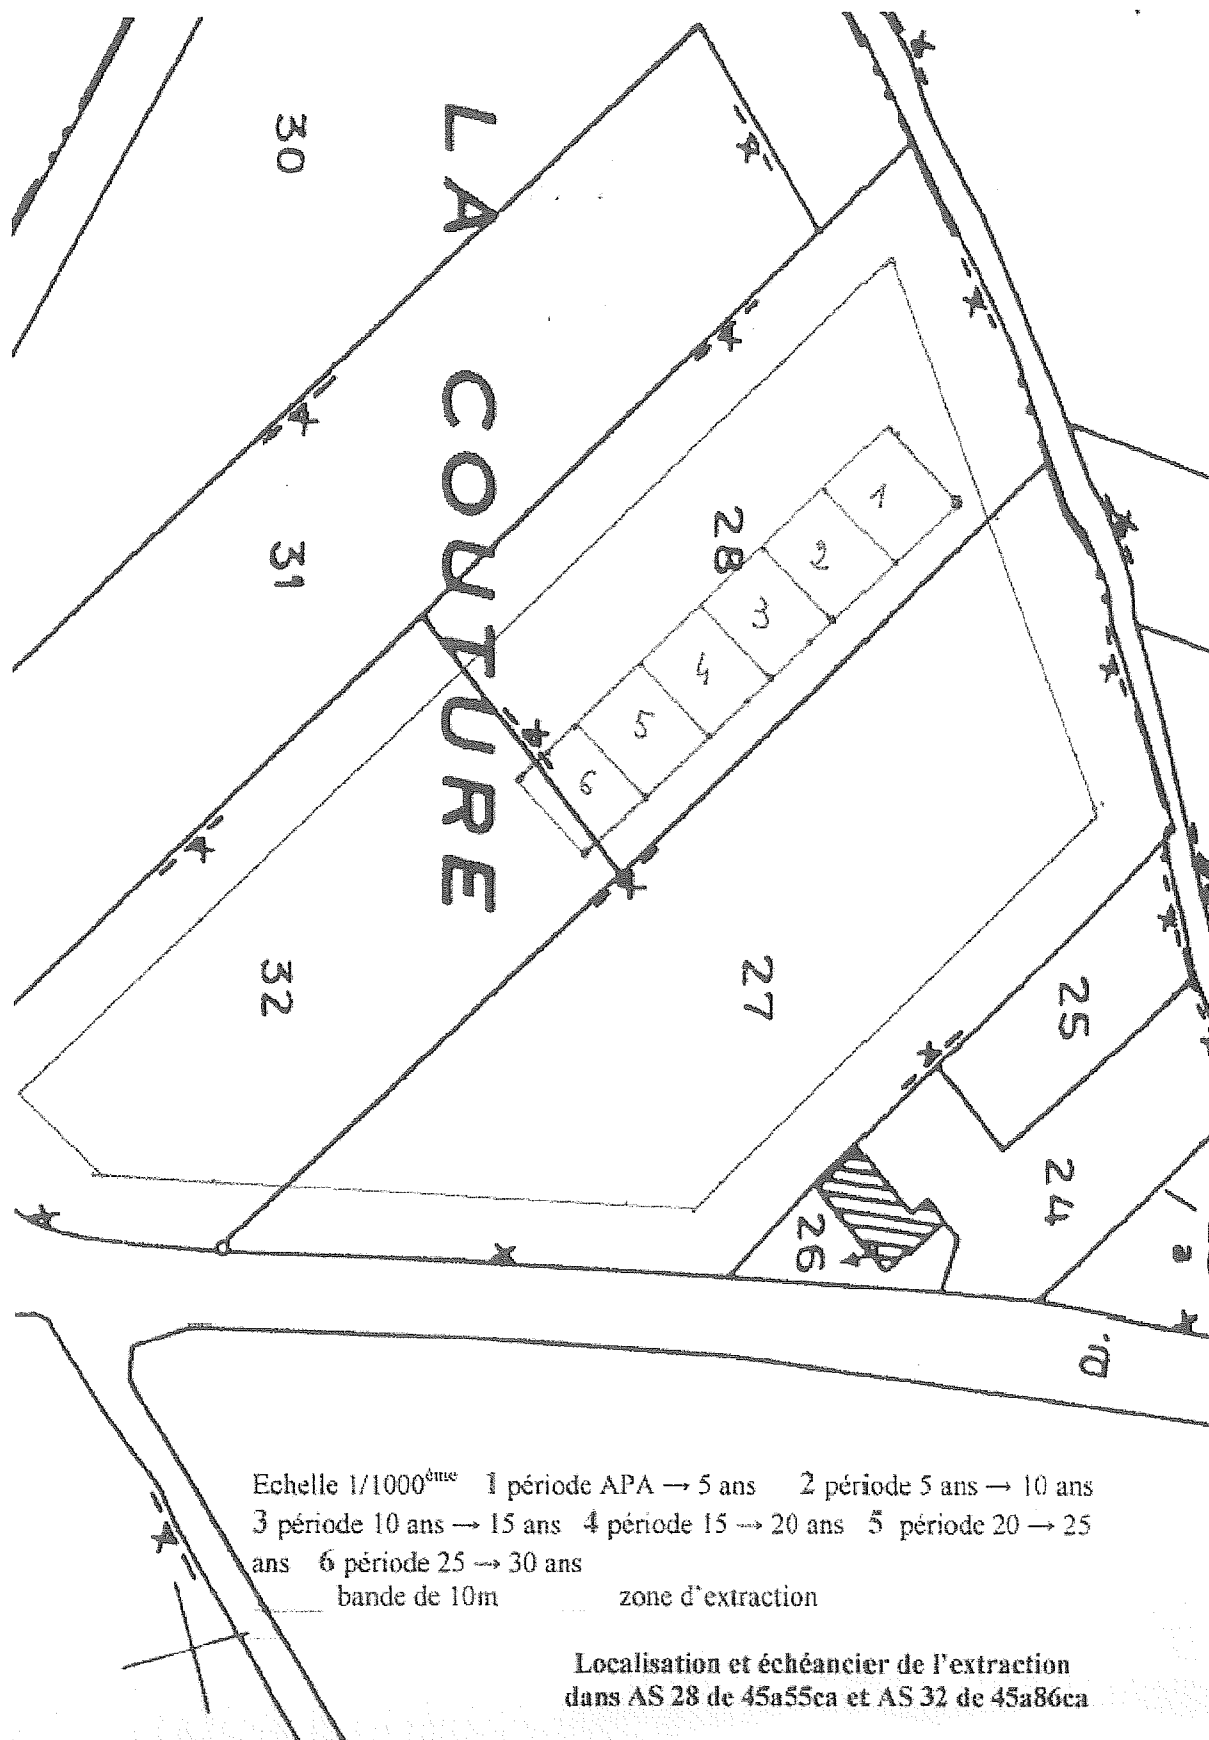 30
LA COUTURE
31
28
1
2
3
4
5
6
32
27
25
24
26
a
Echelle 1/1000ème 1 période APA → 5 ans 2 période 5 ans → 10 ans
3 période 10 ans → 15 ans 4 période 15 → 20 ans 5 période 20 → 25
ans 6 période 25 → 30 ans
bande de 10m zone d'extraction
Localisation et échéancier de l'extraction
dans AS 28 de 45a55ca et AS 32 de 45a86ca